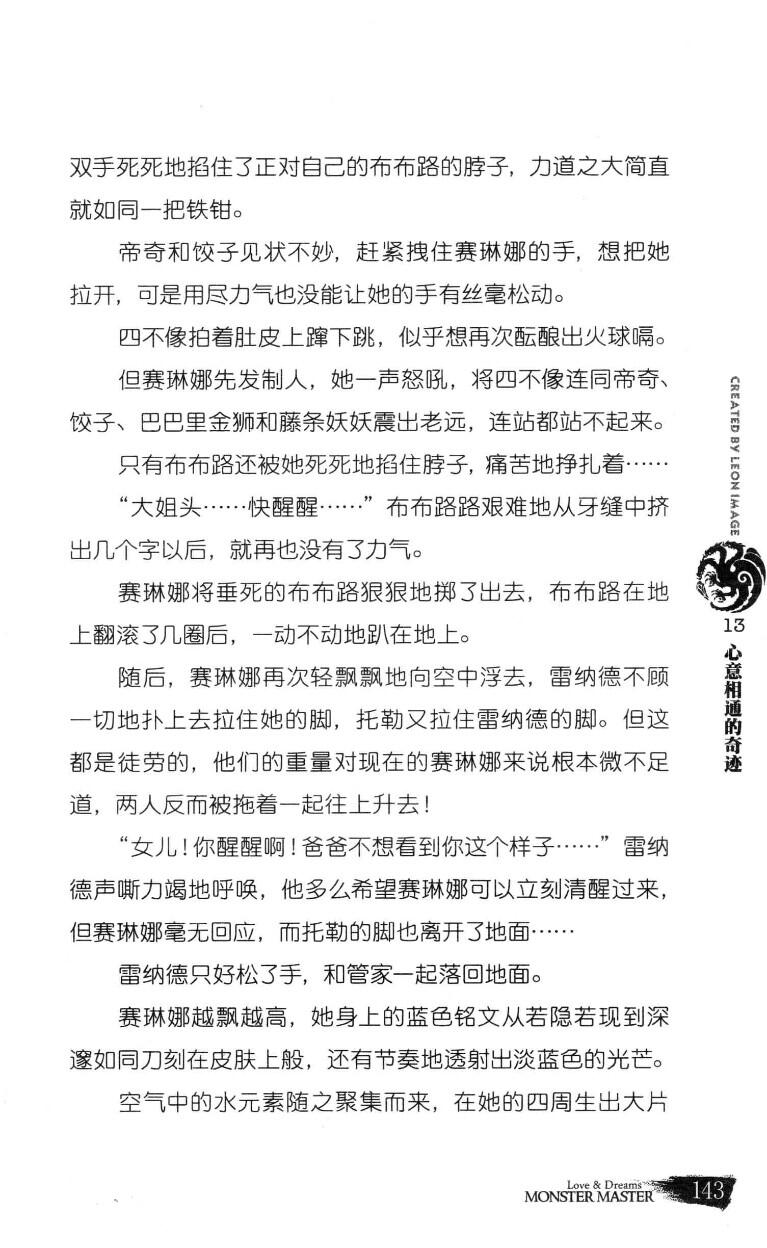 双手死死地掐住了正对自己的布布路的脖子，力道之大简直
就如同一把铁钳。
帝奇和饺子见状不妙，赶紧拽住赛琳娜的手，想把她
拉开，可是用尽力气也没能让她的手有丝毫松动。
四不像拍着肚皮上蹿下跳，似乎想再次酝酿出火球嗝。
但赛琳娜先发制人，她一声怒吼，将四不像连同帝奇、
饺子、巴巴里金狮和藤条妖妖震出老远，连站都站不起来。
只有布布路还被她死死地掐住脖子，痛苦地挣扎着……
“大姐头……快醒醒……”布布路路艰难地从牙缝中挤
出几个字以后，就再也没有了力气。
赛琳娜将垂死的布布路狠狠地掷了出去，布布路在地
上翻滚了几圈后，一动不动地趴在地上。
随后，赛琳娜再次轻飘飘地向空中浮去，雷纳德不顾
一切地扑上去拉住她的脚，托勒又拉住雷纳德的脚。但这
都是徒劳的，他们的重量对现在的赛琳娜来说根本微不足
道，两人反而被拖着一起往上升去！
“女儿！你醒醒啊！爸爸不想看到你这个样子……”雷纳
德声嘶力竭地呼唤，他多么希望赛琳娜可以立刻清醒过来，
但赛琳娜毫无回应，而托勒的脚也离开了地面……
雷纳德只好松了手，和管家一起落回地面。
赛琳娜越飘越高，她身上的蓝色铭文从若隐若现到深
邃如同刀刻在皮肤上般，还有节奏地透射出淡蓝色的光芒。
空气中的水元素随之聚集而来，在她的四周生出大片
CREATED BY LEON IMAGE
13
心意相通的奇迹
Love & Dreams
MONSTER MASTER
143